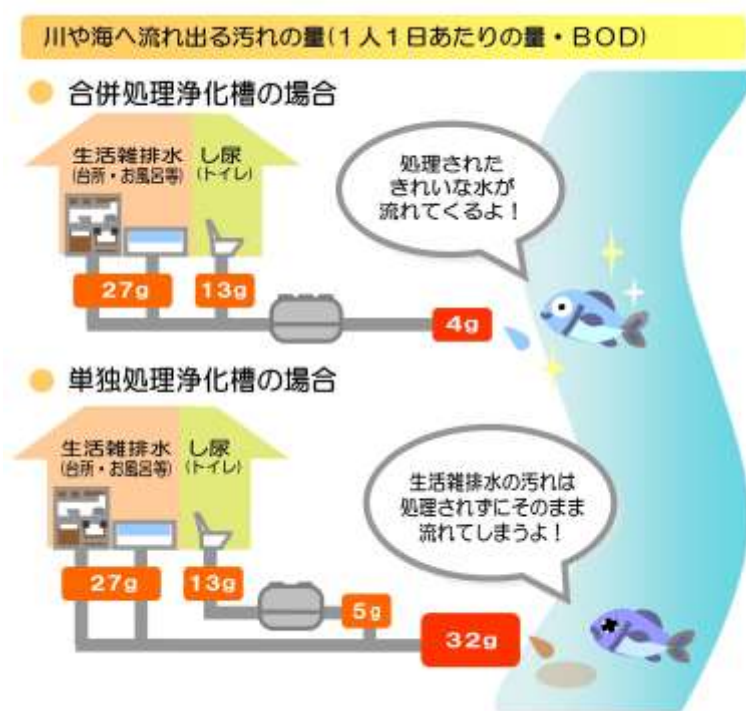 川や海へ流れ出る汚れの量(1人1日あたりの量・BOD)
合併処理浄化槽の場合
生活雑排水 し尿
(台所・お風呂等) (トイレ)
処理された
きれいな水が
流れてくるよ!
27g 13g
4g
単独処理浄化槽の場合
生活雑排水 し尿
(台所・お風呂等) (トイレ)
生活雑排水の汚れは
処理されずにそのまま
流れてしまうよ!
27g 13g
5g
32g